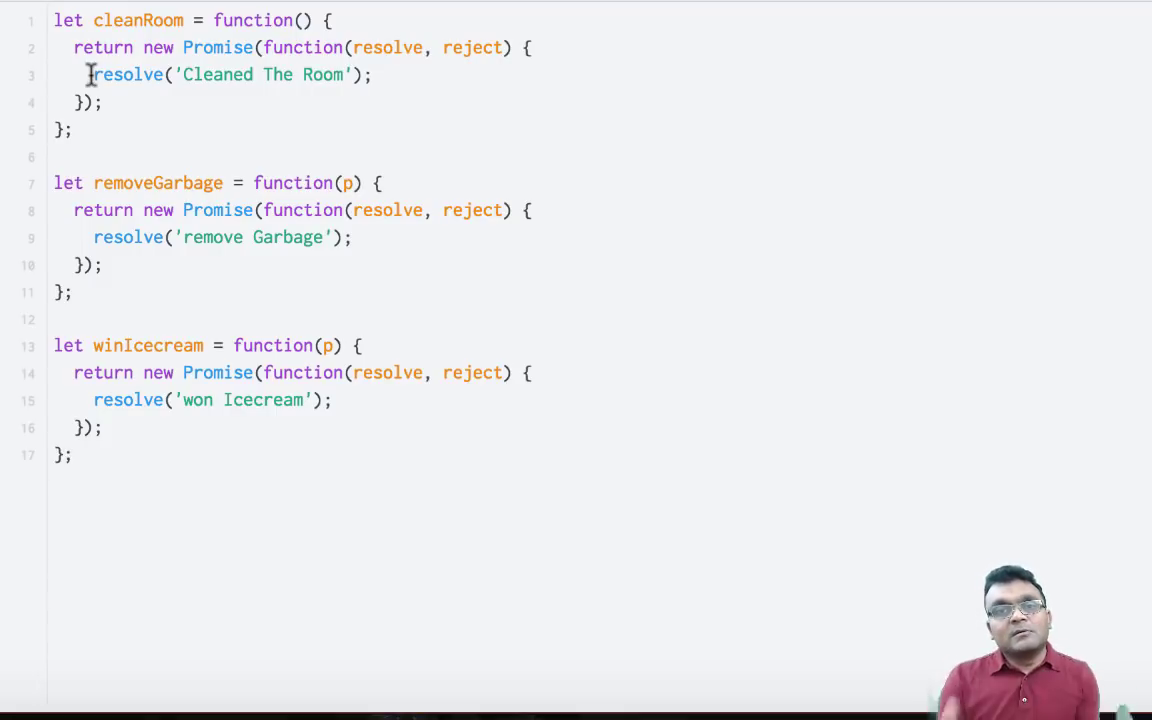 1 let cleanRoom = function() {
2 return new Promise(function(resolve, reject) {
3 resolve('Cleaned The Room');
4 });
5 };
6
7 let removeGarbage = function(p) {
8 return new Promise(function(resolve, reject) {
9 resolve('remove Garbage');
10 });
11 };
12
13 let winIcecream = function(p) {
14 return new Promise(function(resolve, reject) {
15 resolve('won Icecream');
16 });
17 };